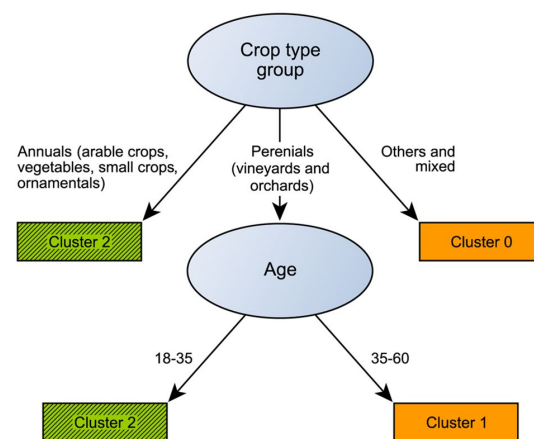 Crop type
group
Annuals (arable crops,
vegetables, small crops,
ornamentals)
Perenials
(vineyards and
orchards)
Others and
mixed
Cluster 2
Cluster 0
Age
18-35
35-60
Cluster 2
Cluster 1